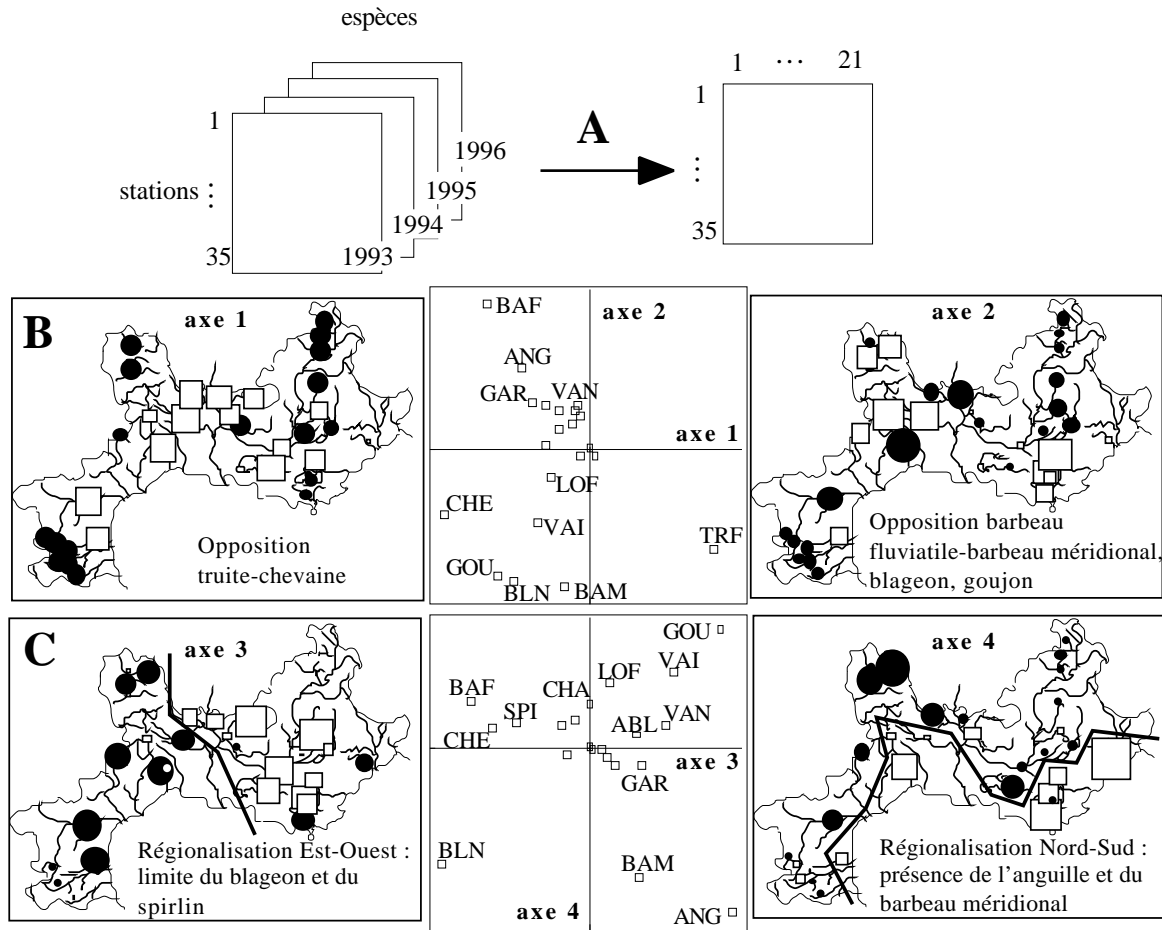 espèces
1 ··· 21
1
1
A
1996
stations
1995
1994
35
1993
35
B
axe 1
axe 2
axe 2
BAF
ANG
GAR
VAN
axe 1
LOF
CHE
VAI
TRF
GOU
BLN
BAM
Opposition
truite-chevaine
Opposition barbeau
fluviatile-barbeau méridional,
blageon, goujon
C
axe 3
axe 4
GOU
VAI
LOF
BAF
CHA
SPI
ABL
VAN
CHE
axe 3
GAR
BLN
BAM
ANG
axe 4
Régionalisation Est-Ouest :
limite du blageon et du
spirlin
Régionalisation Nord-Sud :
présence de l'anguille et du
barbeau méridional